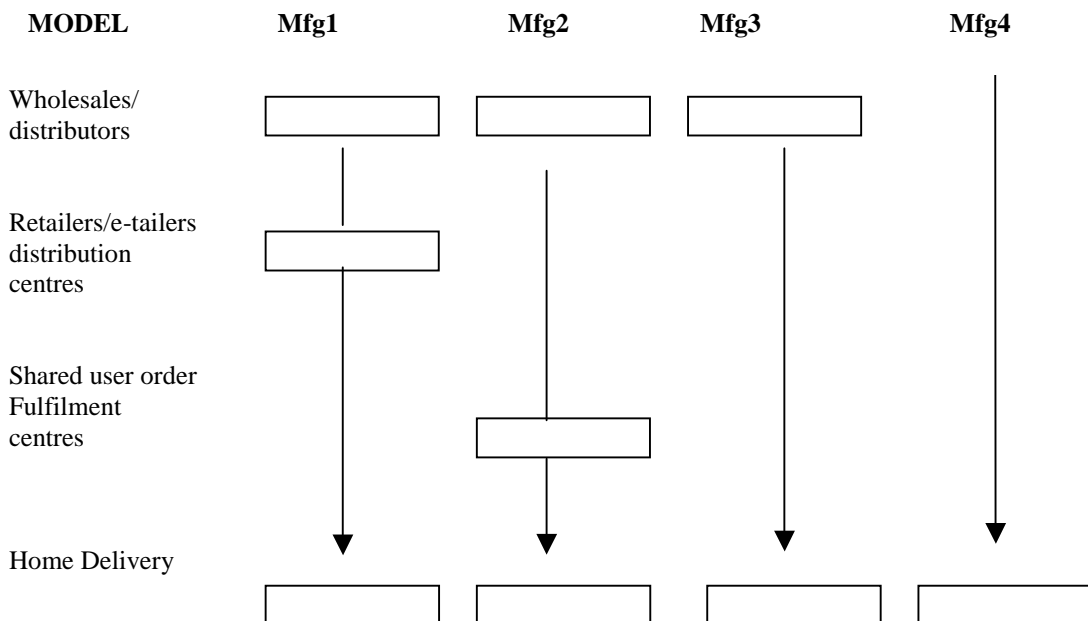 MODEL Mfg1 Mfg2 Mfg3 Mfg4
Wholesales/
distributors
Retailers/e-tailers
distribution
centres
Shared user order
Fulfilment
centres
Home Delivery